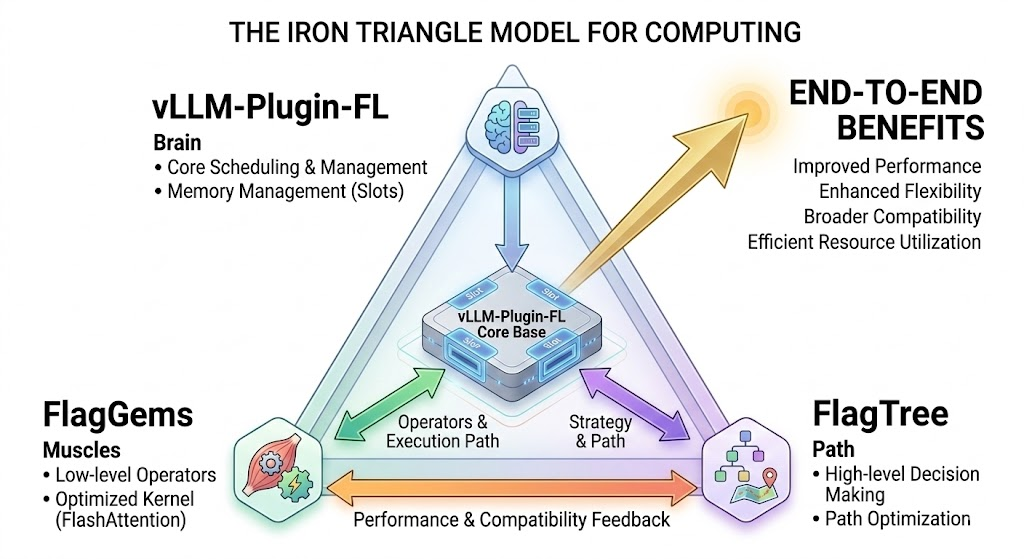 THE IRON TRIANGLE MODEL FOR COMPUTING
vLLM-Plugin-FL
Brain
• Core Scheduling & Management
• Memory Management (Slots)
END-TO-END
BENEFITS
Improved Performance
Enhanced Flexibility
Broader Compatibility
Efficient Resource Utilization
Slot
Slot
vLLM-Plugin-FL
Core Base
Slot
Slot
Operators &
Execution Path
Strategy
& Path
FlagGems
Muscles
• Low-level Operators
• Optimized Kernel
(FlashAttention)
FlagTree
Path
• High-level Decision
Making
• Path Optimization
Performance & Compatibility Feedback